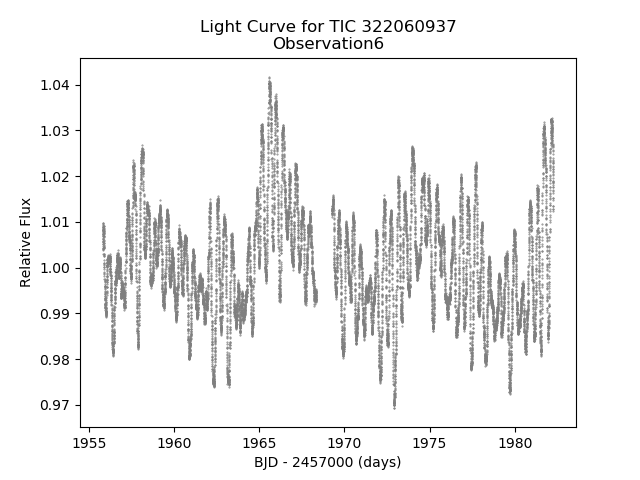 Light Curve for TIC 322060937
Observation6
1.04
1.03
1.02
1.01
1.00
0.99
0.98
0.97
Relative Flux
1955 1960 1965 1970 1975 1980
BJD - 2457000 (days)